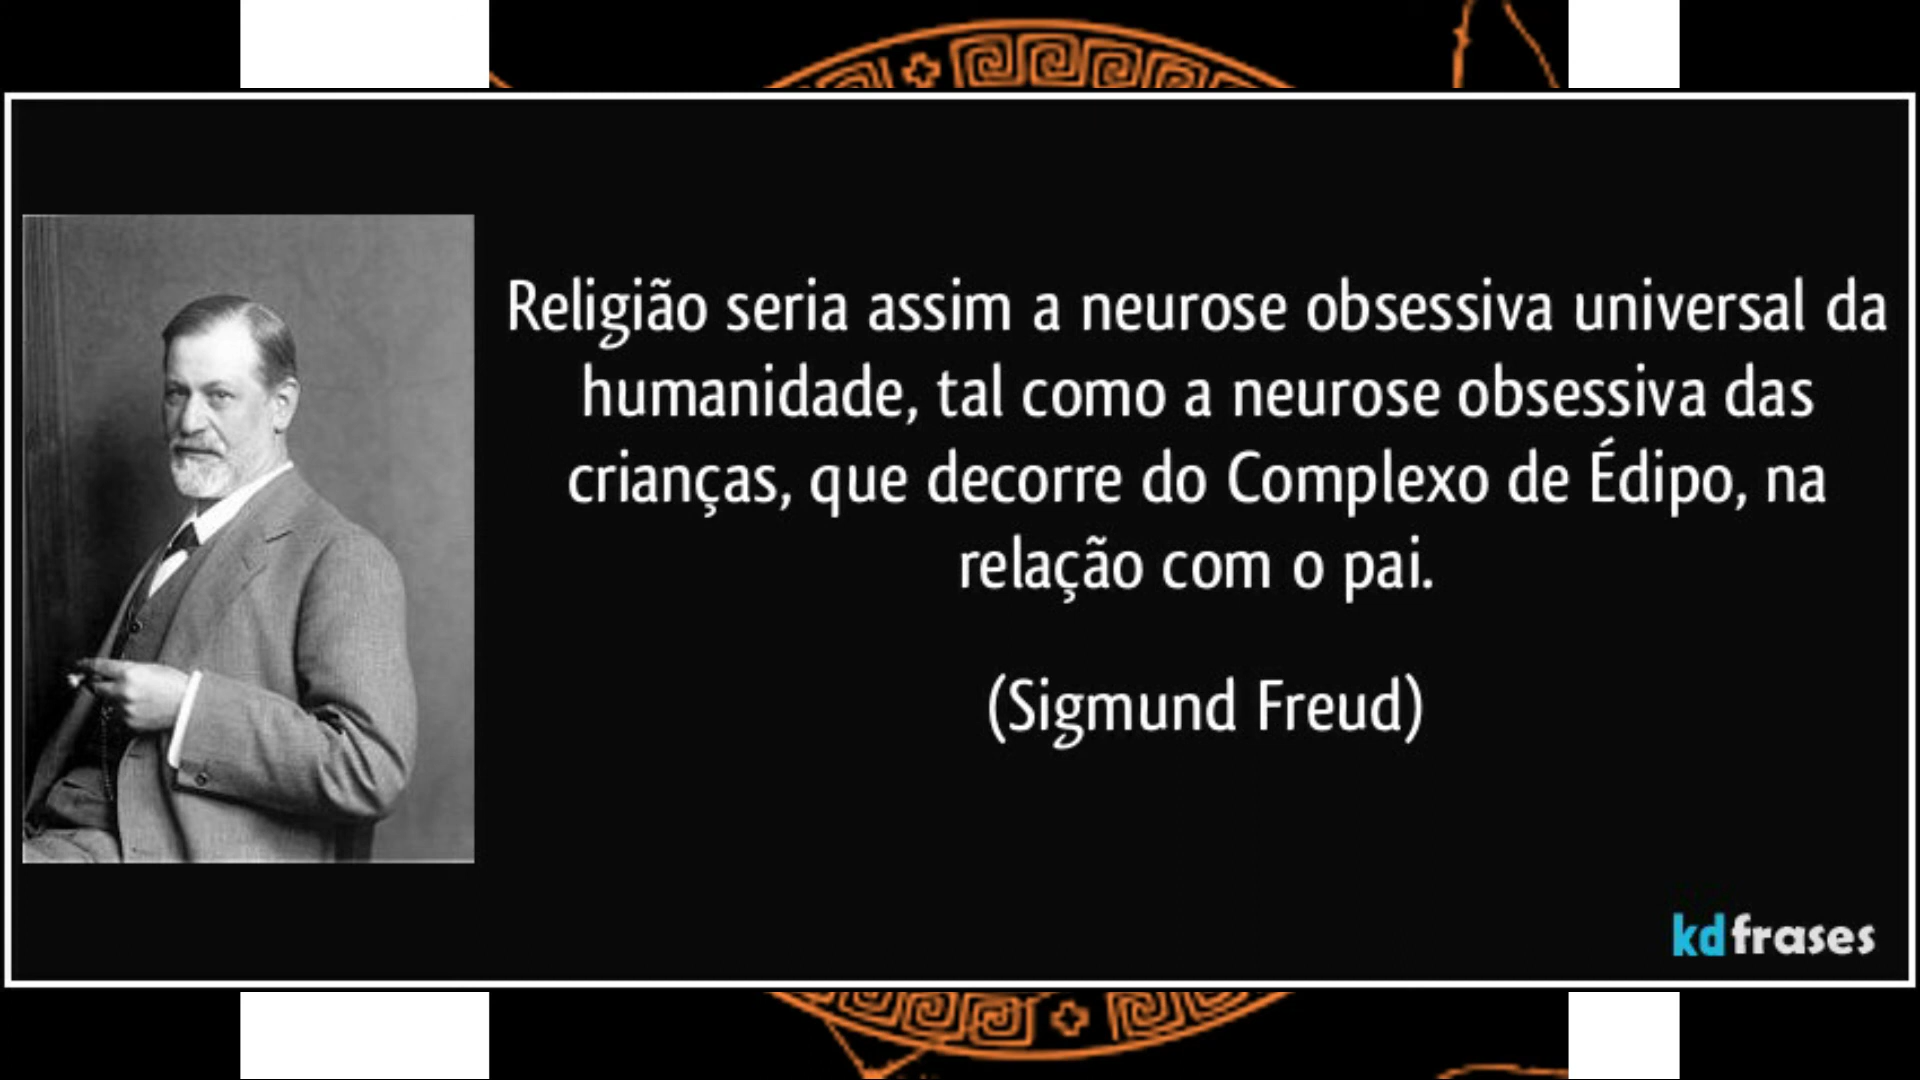 Religião seria assim a neurose obsessiva universal da
humanidade, tal como a neurose obsessiva das
crianças, que decorre do Complexo de Édipo, na
relação com o pai.
(Sigmund Freud)
kdfrases